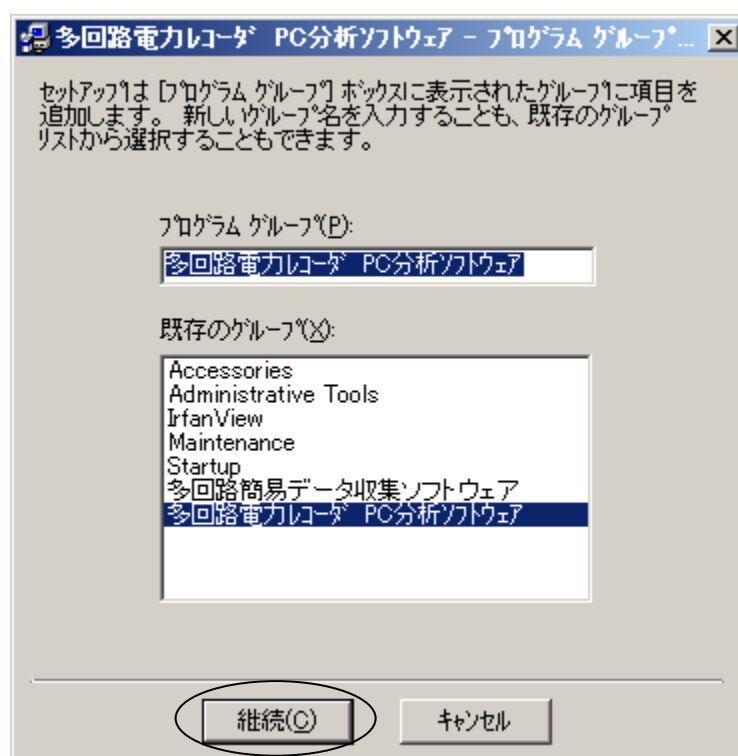 多回路電力ﾚｺｰﾀﾞ PC分析ｿﾌﾄｳｪｱ - ﾌﾟﾛｸﾞﾗﾑ ｸﾞﾙｰﾌﾟ...
ｾｯﾄｱｯﾌﾟは [ﾌﾟﾛｸﾞﾗﾑ ｸﾞﾙｰﾌﾟ] ﾎﾞｯｸｽに表示されたｸﾞﾙｰﾌﾟに項目を
追加します。 新しいｸﾞﾙｰﾌﾟ名を入力することも、既存のｸﾞﾙｰﾌﾟ
ﾘｽﾄから選択することもできます。
ﾌﾟﾛｸﾞﾗﾑ ｸﾞﾙｰﾌﾟ(P):
多回路電力ﾚｺｰﾀﾞ PC分析ｿﾌﾄｳｪｱ
既存のｸﾞﾙｰﾌﾟ(X):
Accessories
Administrative Tools
IrfanView
Maintenance
Startup
多回路簡易データ収集ソフトウェア
多回路電力ﾚｺｰﾀﾞ PC分析ｿﾌﾄｳｪｱ
継続(C)
ｷｬﾝｾﾙ